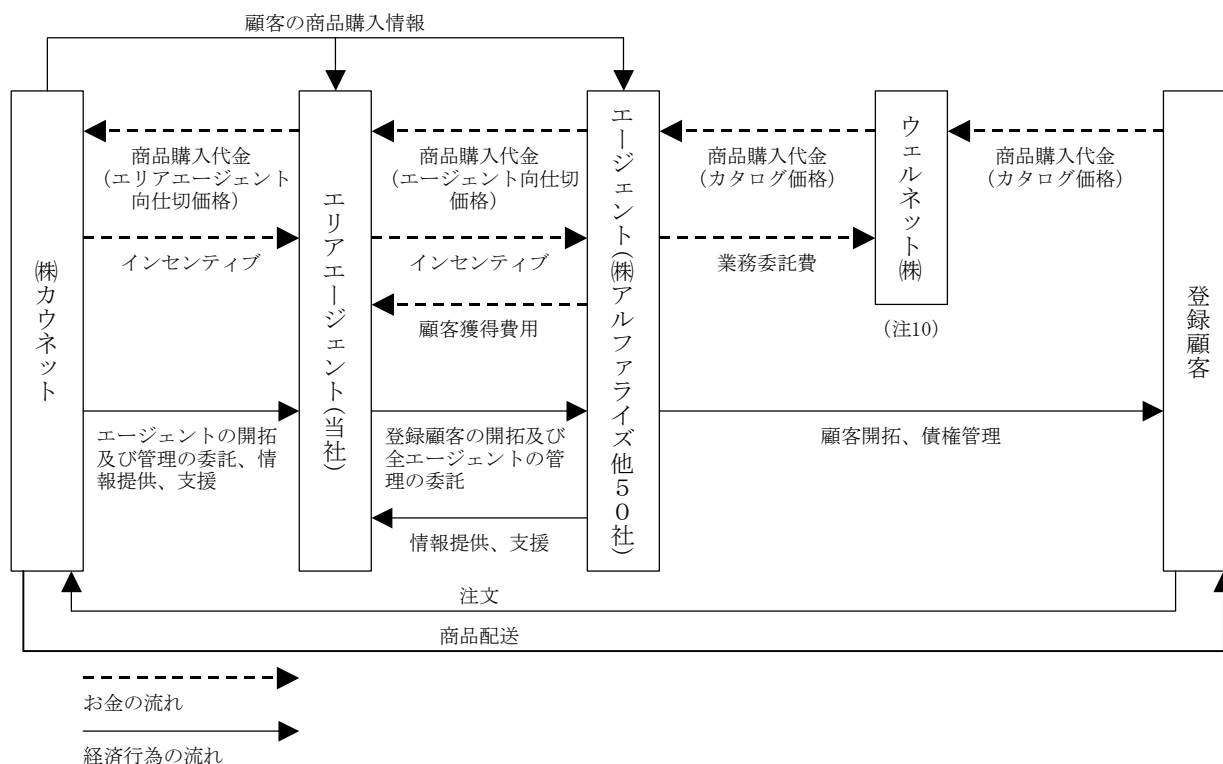 顧客の商品購入情報
㈱カウネット
エリアエージェント(当社)
エージェント(㈱アルファライズ他50社)
ウェルネット㈱
登録顧客
商品購入代金
(エリアエージェント
向仕切価格)
商品購入代金
(エージェント向仕切
価格)
商品購入代金
(カタログ価格)
商品購入代金
(カタログ価格)
インセンティブ
インセンティブ
業務委託費
顧客獲得費用
(注10)
エージェントの開拓
及び管理の委託、情
報提供、支援
登録顧客の開拓及び
全エージェントの管
理の委託
顧客開拓、債権管理
情報提供、支援
注文
商品配送
お金の流れ
経済行為の流れ